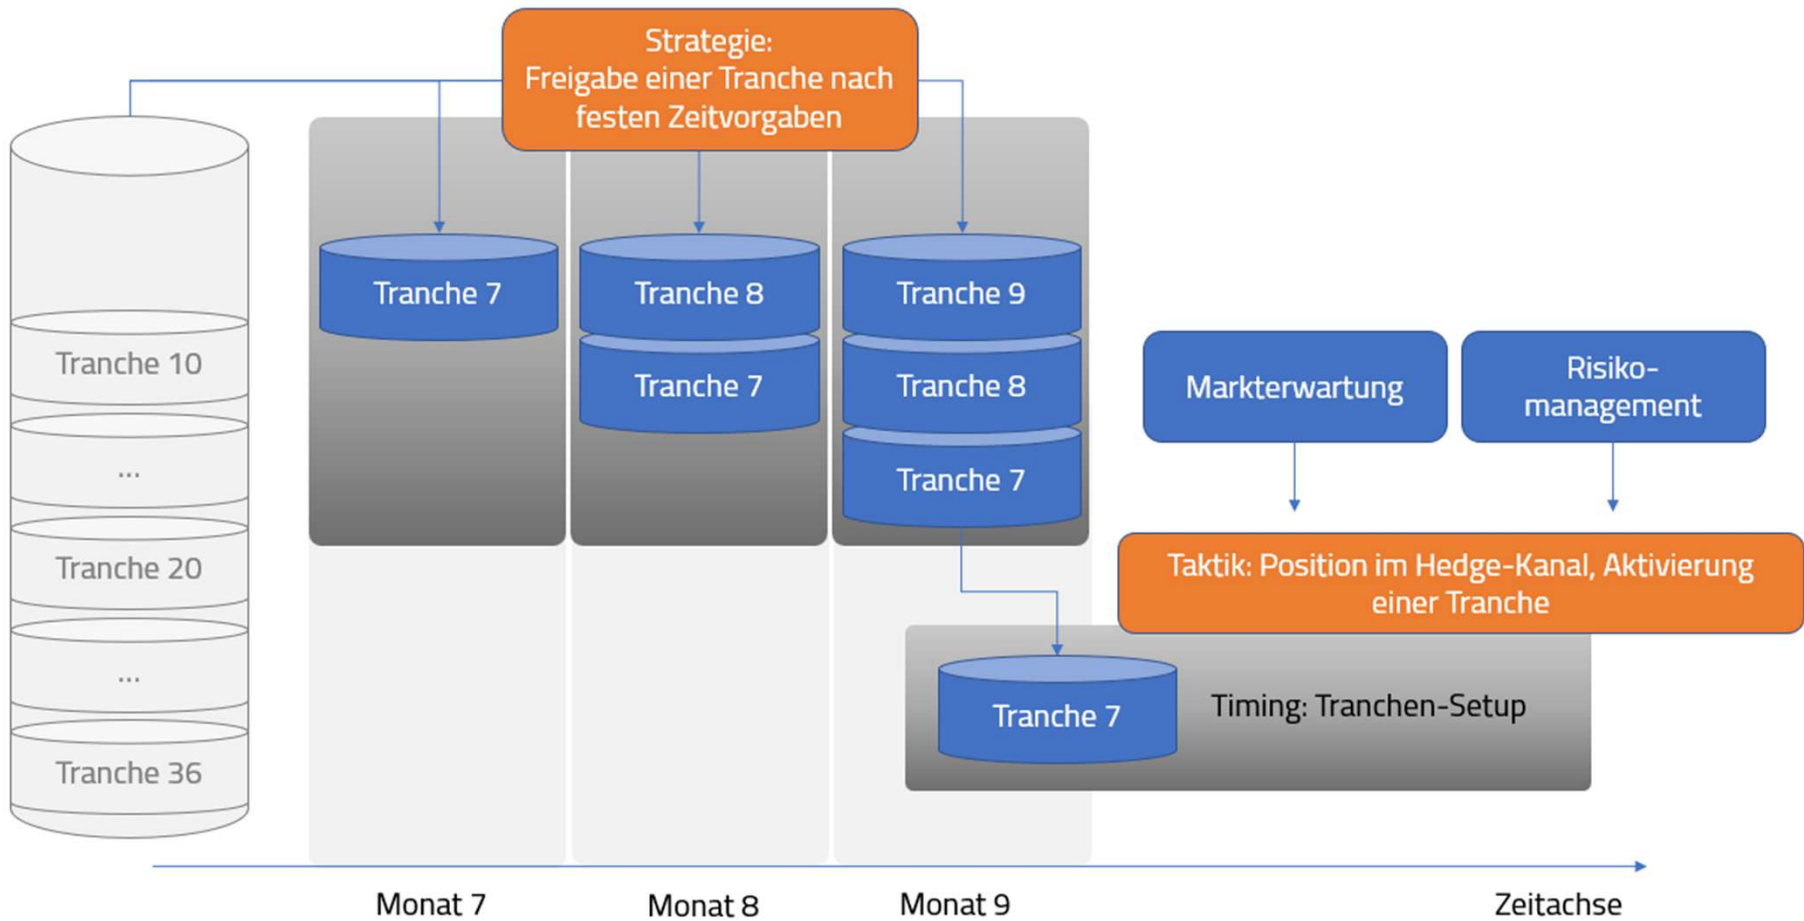 Strategie:
Freigabe einer Tranche nach
festen Zeitvorgaben
Tranche 10
...
Tranche 20
...
Tranche 36
Tranche 7
Tranche 8
Tranche 7
Tranche 9
Tranche 8
Tranche 7
Markterwartung
Risiko-
management
Taktik: Position im Hedge-Kanal, Aktivierung
einer Tranche
Tranche 7
Timing: Tranchen-Setup
Monat 7
Monat 8
Monat 9
Zeitachse